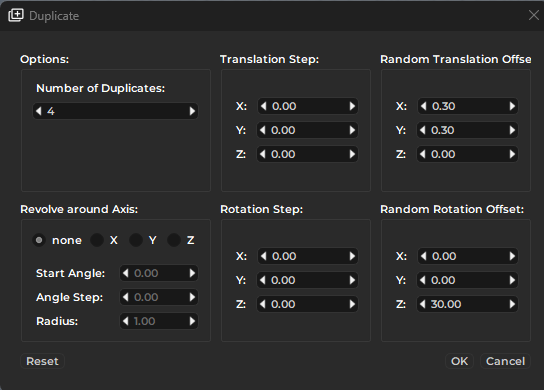 Duplicate
Options:
Number of Duplicates:
4
Translation Step:
X: 0.00
Y: 0.00
Z: 0.00
Random Translation Offse
X: 0.30
Y: 0.30
Z: 0.00
Revolve around Axis:
none X Y Z
Start Angle: 0.00
Angle Step: 0.00
Radius: 1.00
Rotation Step:
X: 0.00
Y: 0.00
Z: 0.00
Random Rotation Offset:
X: 0.00
Y: 0.00
Z: 30.00
Reset
OK
Cancel